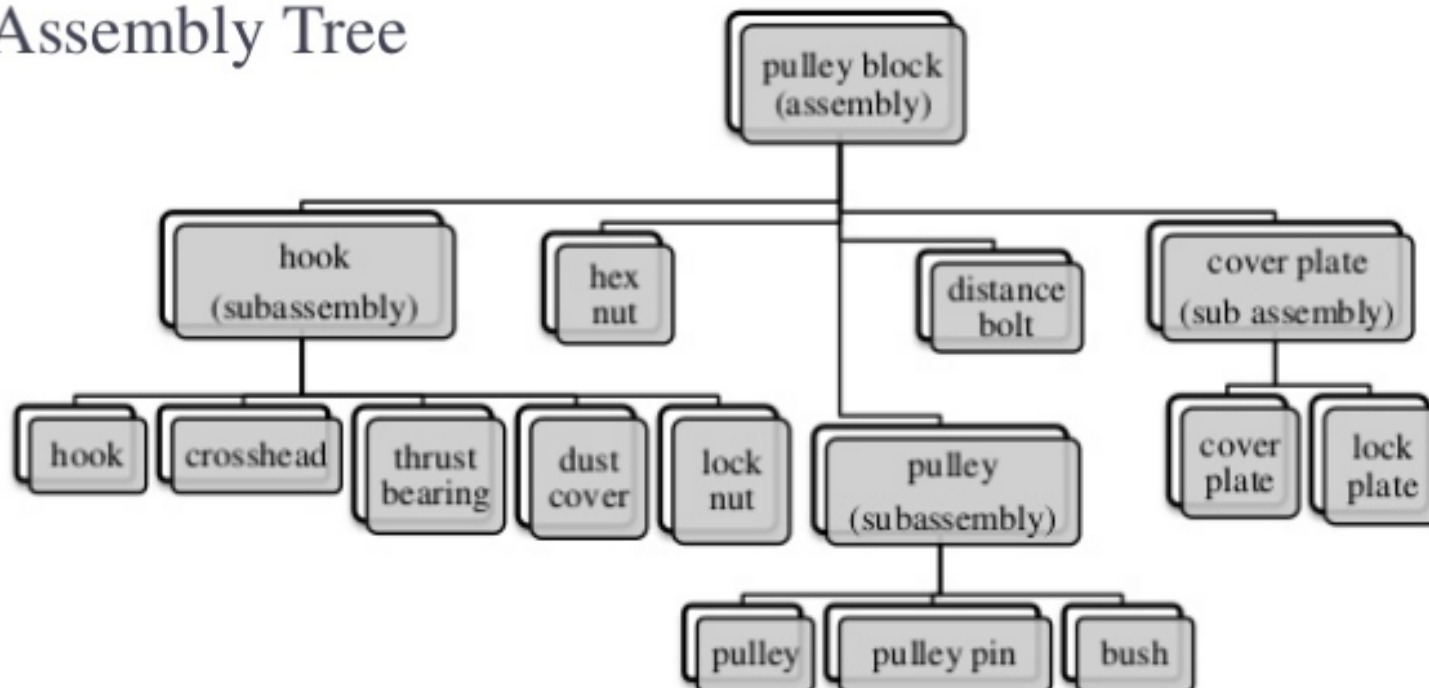 Assembly Tree
pulley block
(assembly)
hook
(subassembly)
hex
nut
distance
bolt
cover plate
(sub assembly)
hook
crosshead
thrust
bearing
dust
cover
lock
nut
pulley
(subassembly)
cover
plate
lock
plate
pulley
pulley pin
bush